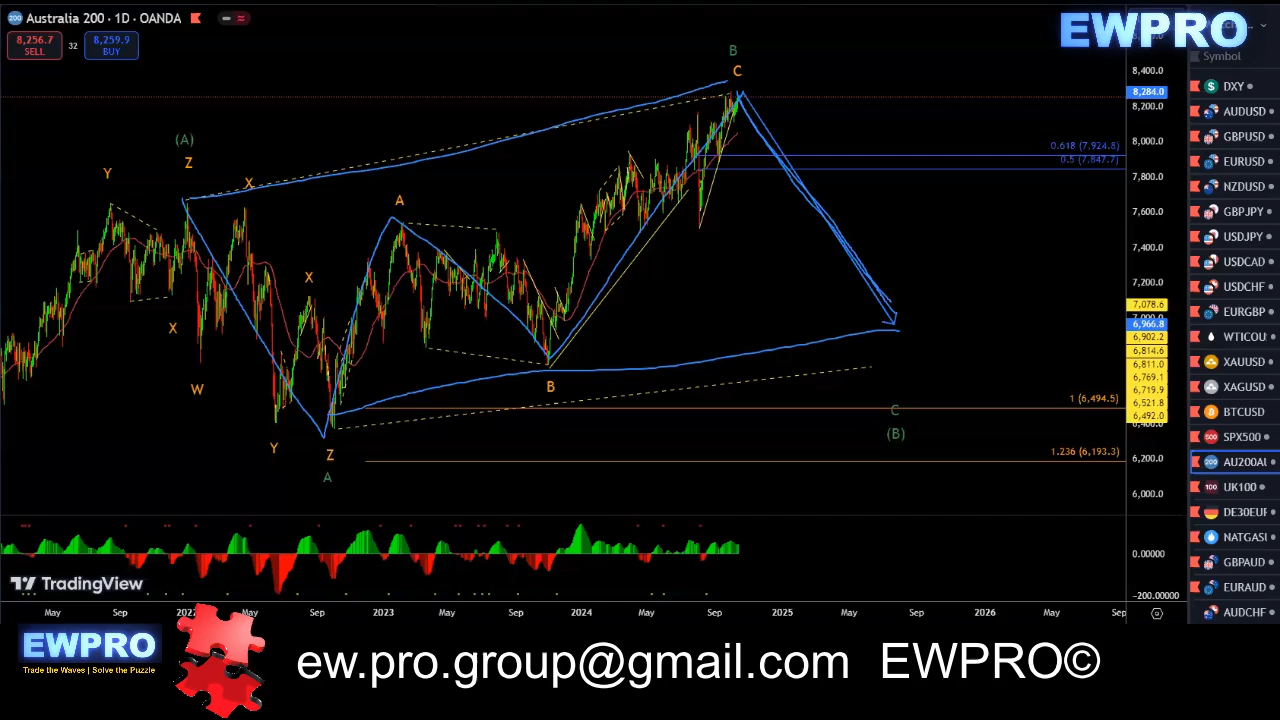 Australia 200 · 1D · OANDA
8,256.7
SELL
32
8,259.9
BUY
EWPRO
Symbol
8,400.0
8,284.0
8,200.0
8,000.0
7,800.0
7,600.0
7,400.0
7,200.0
7,078.6
7,000.0
6,966.8
6,902.2
6,814.6
6,811.0
6,769.1
6,719.9
6,521.8
6,492.0
6,400.0
6,200.0
6,000.0
0.00000
-200.00000
DXY
AUDUSD
GBPUSD
EURUSD
NZDUSD
GBPJPY
USDJPY
USDCAD
USDCHF
EURGBP
WTICOU
XAUUSD
XAGUSD
BTCUSD
SPX500
AU200AU
UK100
DE30EUR
NATGASU
GBPAUD
EURAUD
AUDCHF
B
C
(A)
Z
Y
X
A
X
X
W
Y
Z
A
B
C
(B)
0.618 (7,924.8)
0.5 (7,847.7)
1 (6,494.5)
1.236 (6,193.3)
TradingView
May Sep 2022 May Sep 2023 May Sep 2024 May Sep 2025 May Sep 2026 May Sep
EWPRO
Trade the Waves | Solve the Puzzle
ew.pro.group@gmail.com EWPRO©